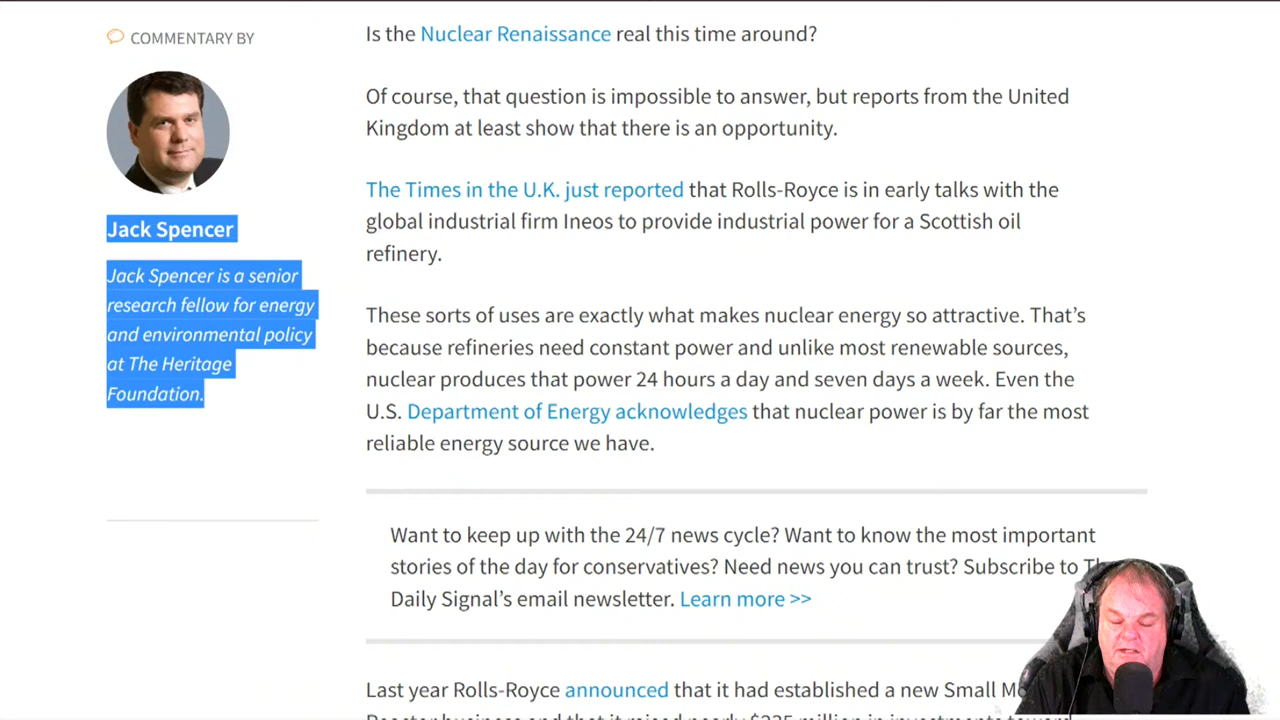 COMMENTARY BY
Jack Spencer
Jack Spencer is a senior
research fellow for energy
and environmental policy
at The Heritage
Foundation.
Is the Nuclear Renaissance real this time around?
Of course, that question is impossible to answer, but reports from the United
Kingdom at least show that there is an opportunity.
The Times in the U.K. just reported that Rolls-Royce is in early talks with the
global industrial firm Ineos to provide industrial power for a Scottish oil
refinery.
These sorts of uses are exactly what makes nuclear energy so attractive. That’s
because refineries need constant power and unlike most renewable sources,
nuclear produces that power 24 hours a day and seven days a week. Even the
U.S. Department of Energy acknowledges that nuclear power is by far the most
reliable energy source we have.
Want to keep up with the 24/7 news cycle? Want to know the most important
stories of the day for conservatives? Need news you can trust? Subscribe to
Daily Signal’s email newsletter. Learn more >>
Last year Rolls-Royce announced that it had established a new Small